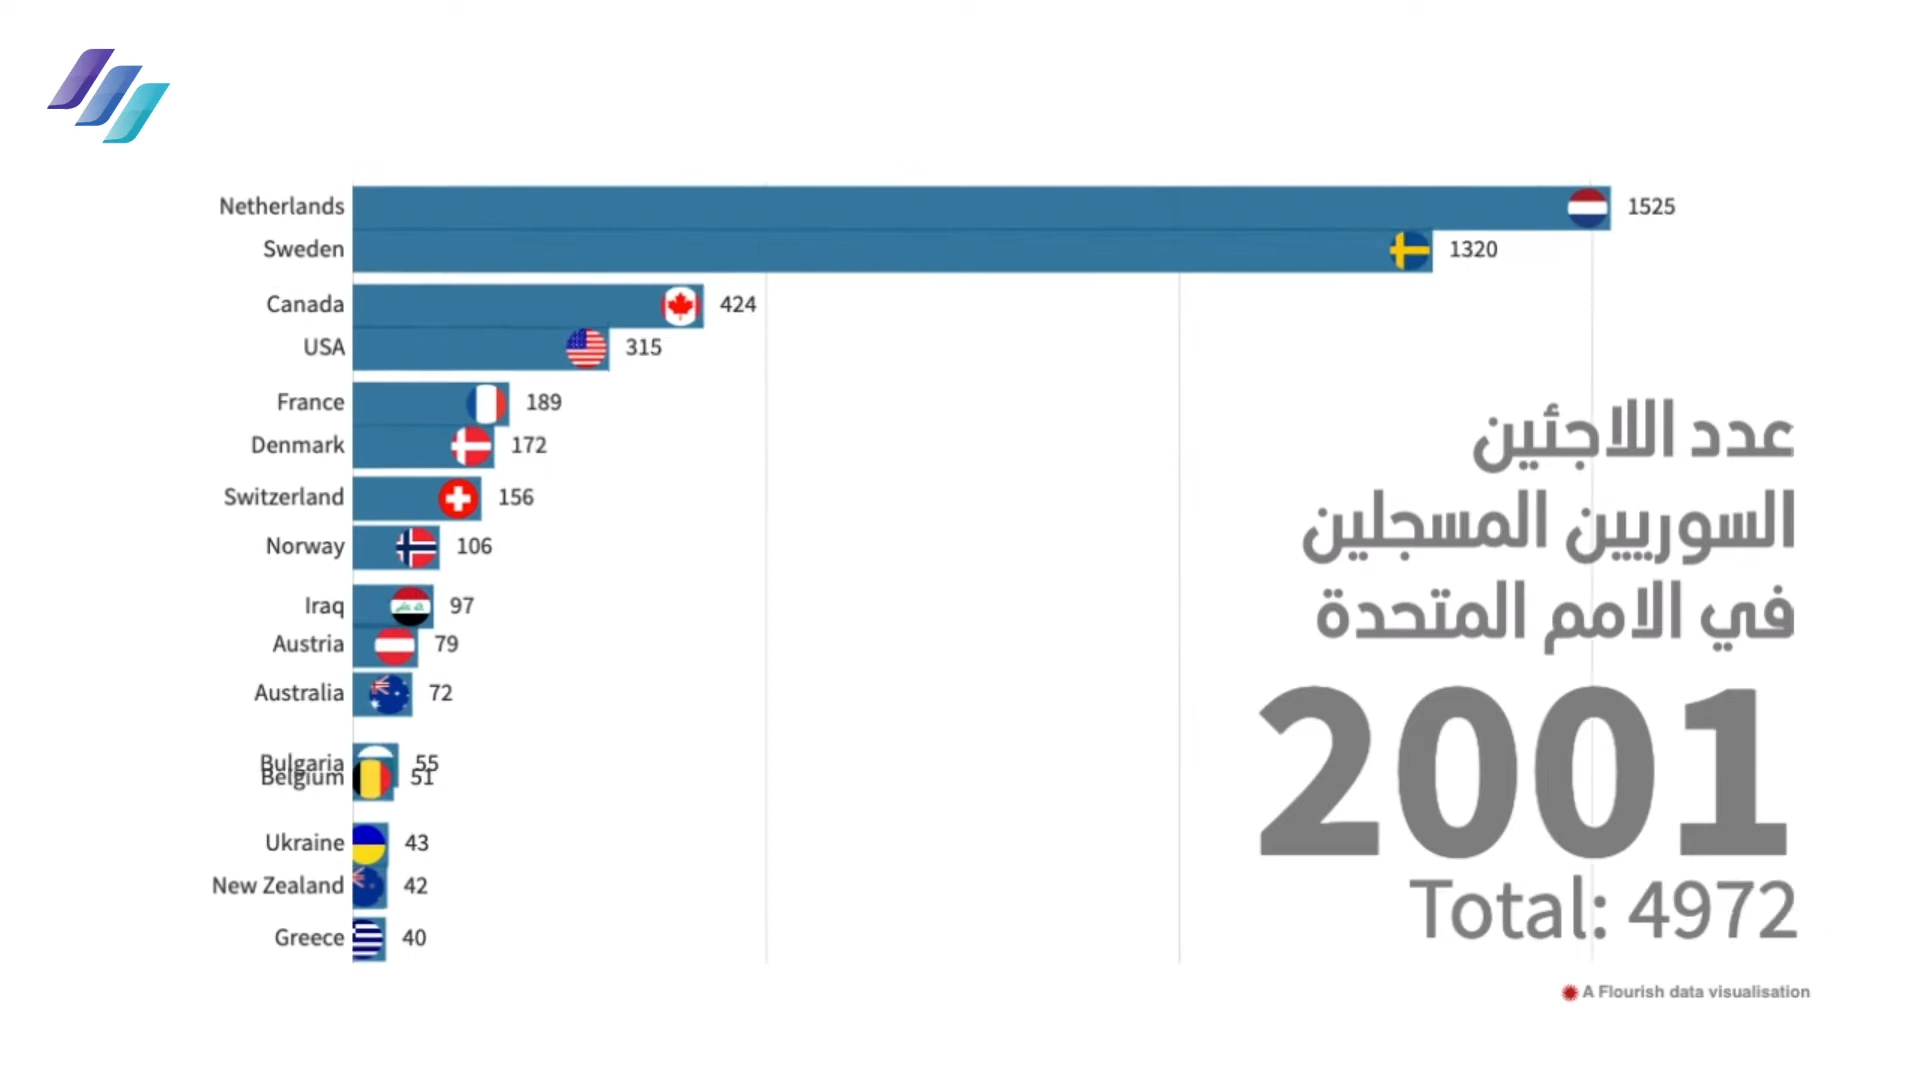 Netherlands 1525
Sweden 1320
Canada 424
USA 315
France 189
Denmark 172
Switzerland 156
Norway 106
Iraq 97
Austria 79
Australia 72
Bulgaria 55
Belgium 51
Ukraine 43
New Zealand 42
Greece 40
عدد اللاجئين
السوريين المسجلين
في الامم المتحدة
2001
Total: 4972
A Flourish data visualisation